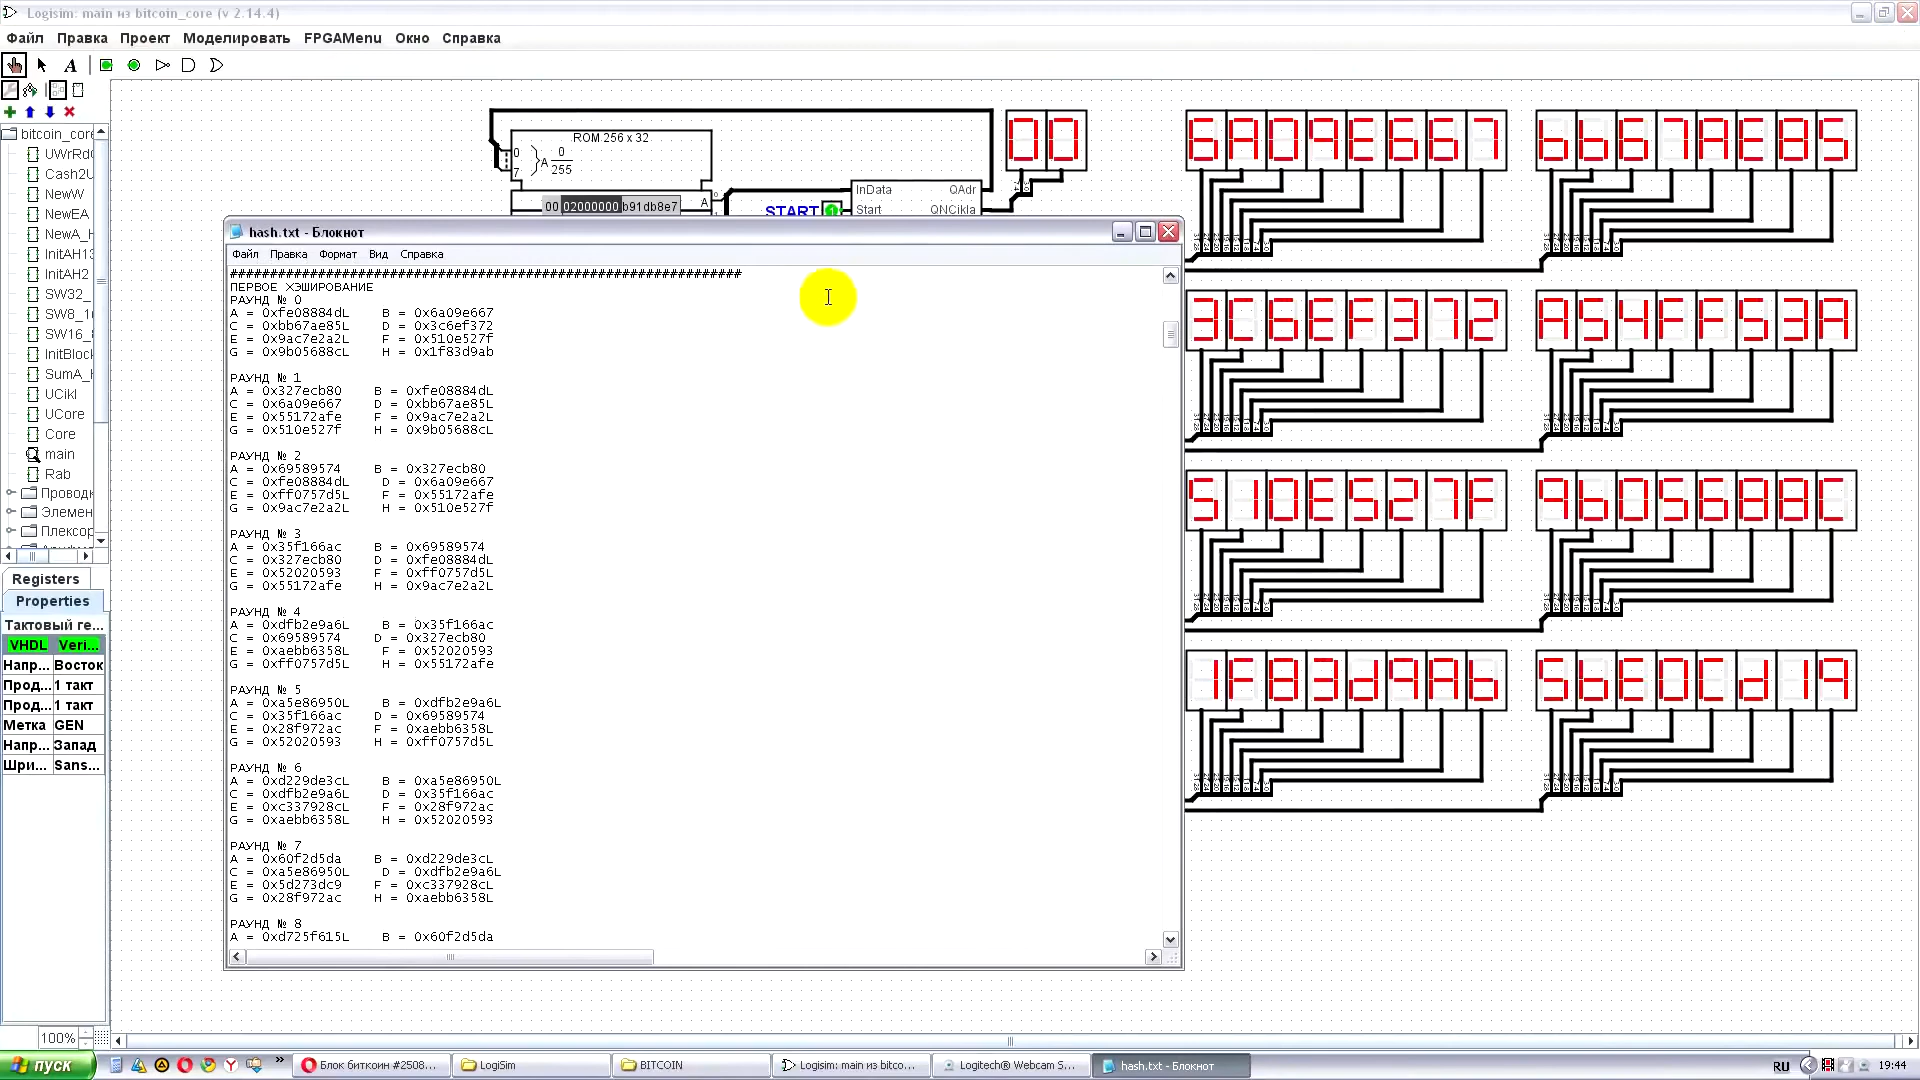 Logisim: main из bitcoin_core (v 2.14.4)
Файл Правка Проект Моделировать FPGAMenu Окно Справка
bitcoin_core
UWrRd
Cash2U
NewW
NewEA
NewA_H
InitAH13
InitAH2
SW32_
SW8_1
SW16_
InitBlock
SumA_H
UCikl
UCore
Core
main
Rab
Провод
Элемен
Плексор
Registers
Properties
Тактовый ге...
VHDL Veri...
Напр... Восток
Прод... 1 такт
Прод... 1 такт
Метка GEN
Напр... Запад
Шри... Sans...
100%
ROM 256 x 32
0
7
A 0
255
00 02000000 b91db8e7 A
START
InData QAdr
Start QNCikla
00
6A09E667 bb67AE85
3C6EF372 A54FF53A
510E527F 9b05688C
1F83d9Ab 5bE0Cd19
hash.txt - Блокнот
Файл Правка Формат Вид Справка
################################################################
ПЕРВОЕ ХЭШИРОВАНИЕ
РАУНД № 0
A = 0xfe08884dL B = 0x6a09e667
C = 0xbb67ae85L D = 0x3c6ef372
E = 0x9ac7e2a2L F = 0x510e527f
G = 0x9b05688cL H = 0x1f83d9ab
РАУНД № 1
A = 0x327ecb80 B = 0xfe08884dL
C = 0x6a09e667 D = 0xbb67ae85L
E = 0x55172afe F = 0x9ac7e2a2L
G = 0x510e527f H = 0x9b05688cL
РАУНД № 2
A = 0x69589574 B = 0x327ecb80
C = 0xfe08884dL D = 0x6a09e667
E = 0xff0757d5L F = 0x55172afe
G = 0x9ac7e2a2L H = 0x510e527f
РАУНД № 3
A = 0x35f166ac B = 0x69589574
C = 0x327ecb80 D = 0xfe08884dL
E = 0x52020593 F = 0xff0757d5L
G = 0x55172afe H = 0x9ac7e2a2L
РАУНД № 4
A = 0xdfb2e9a6L B = 0x35f166ac
C = 0x69589574 D = 0x327ecb80
E = 0xaebb6358L F = 0x52020593
G = 0xff0757d5L H = 0x55172afe
РАУНД № 5
A = 0xa5e86950L B = 0xdfb2e9a6L
C = 0x35f166ac D = 0x69589574
E = 0x28f972ac F = 0xaebb6358L
G = 0x52020593 H = 0xff0757d5L
РАУНД № 6
A = 0xd229de3cL B = 0xa5e86950L
C = 0xdfb2e9a6L D = 0x35f166ac
E = 0xc337928cL F = 0x28f972ac
G = 0xaebb6358L H = 0x52020593
РАУНД № 7
A = 0x60f2d5da B = 0xd229de3cL
C = 0xa5e86950L D = 0xdfb2e9a6L
E = 0x5d273dc9 F = 0xc337928cL
G = 0x28f972ac H = 0xaebb6358L
РАУНД № 8
A = 0xd725f615L B = 0x60f2d5da
пуск
Блок биткоин #2508...
LogiSim
BITCOIN
Logisim: main из bitco...
Logitech® Webcam S...
hash.txt - Блокнот
RU
19:44